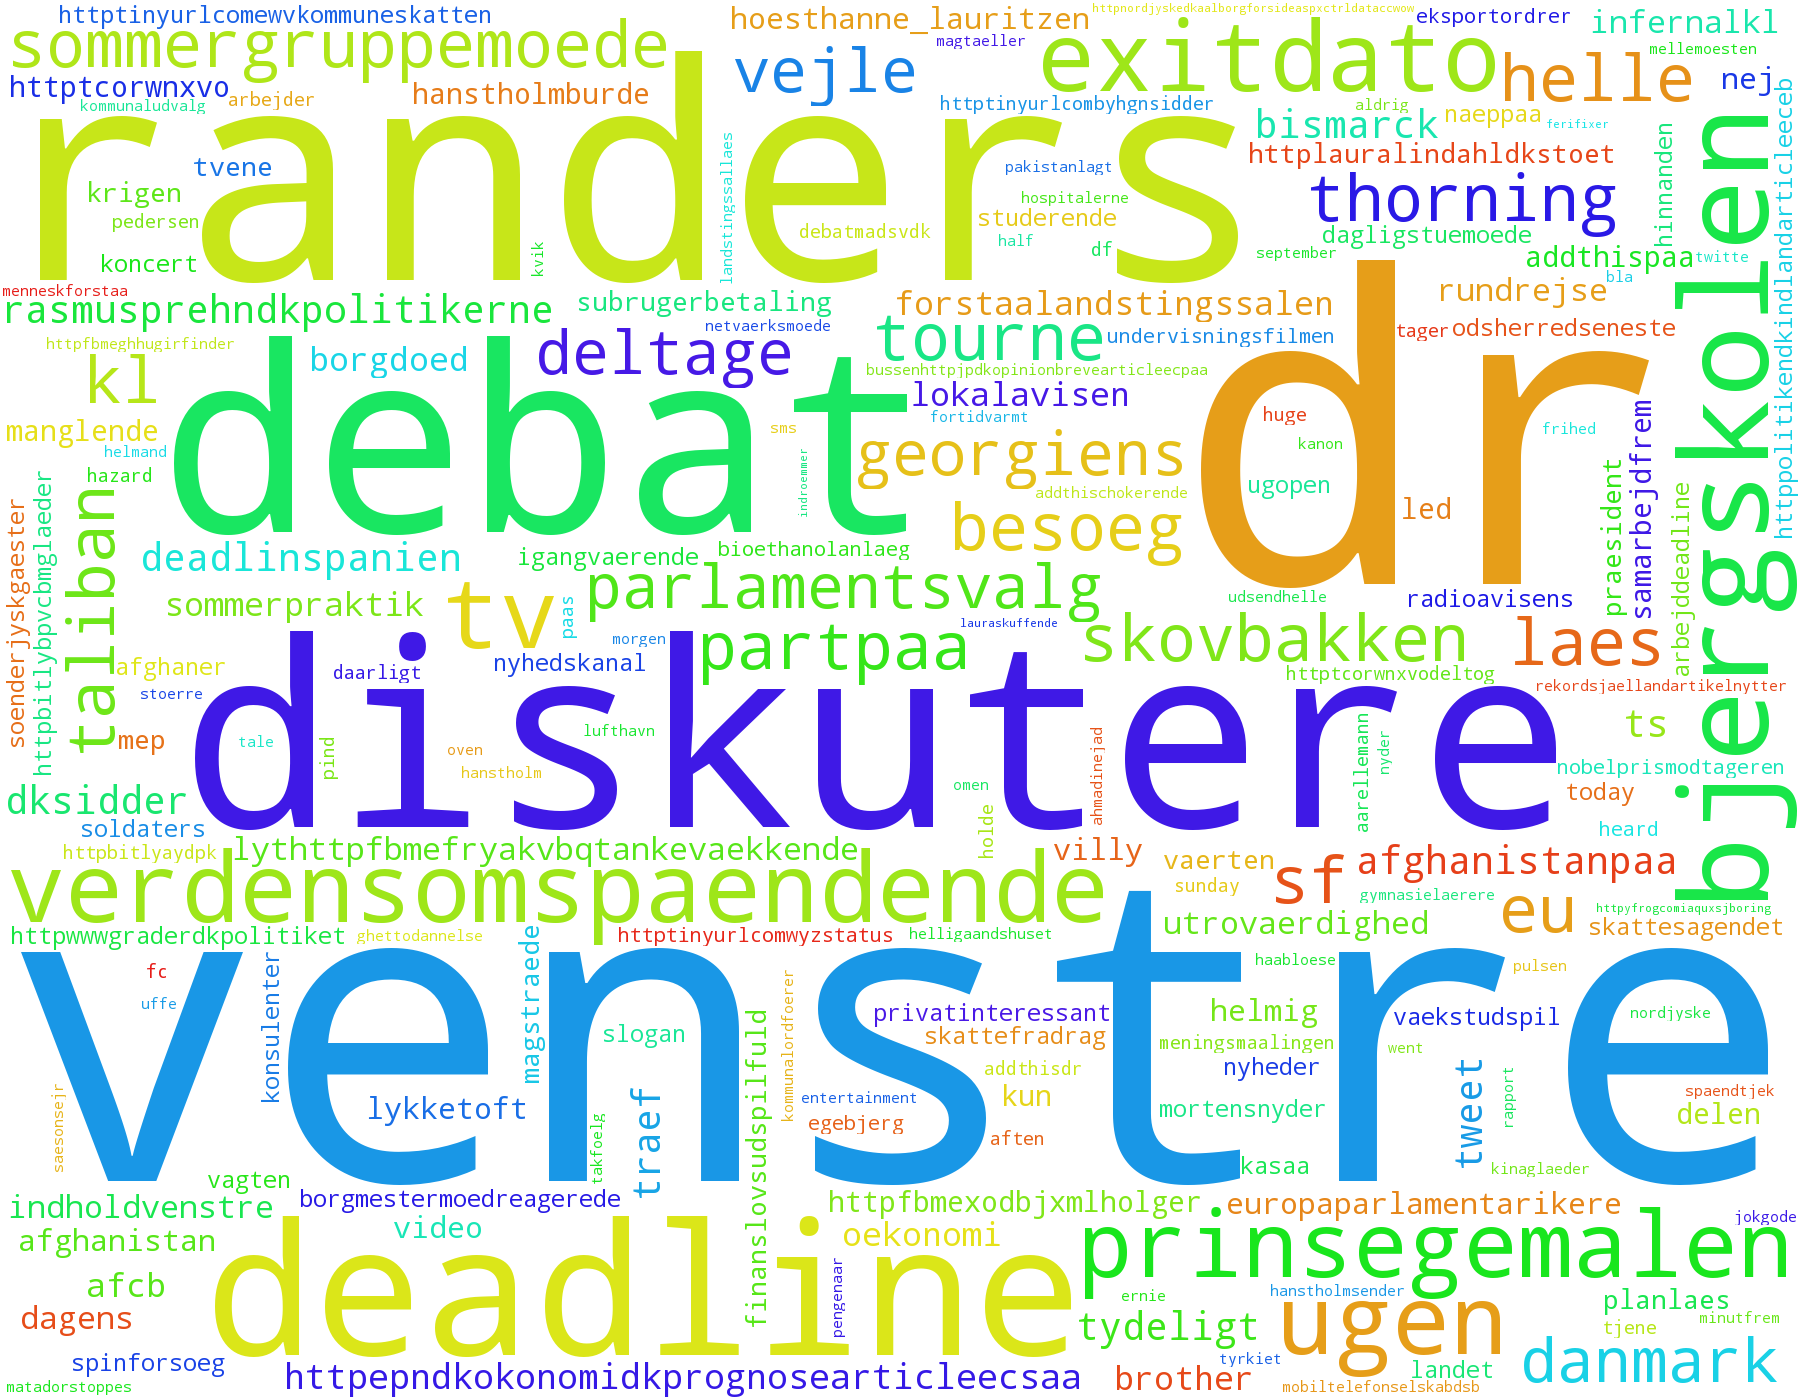 httptinyurlcomewvkommuneskatten
hoesthanne_lauritzen
httpnordjyskedkaalborgforsideaspxctrldataccwow
eksportordrer
infernalkl
sommergruppemoede
magtaeller
exitdato
mellemoesten
vejle
helle
nej
httptcorwnxvo
hanstholmburde
kommunaludvalg
arbejder
httptinyurlcombyhgnsidder
aldrig
naeppaa
bismarck
ferifixer
randers
httplauralindahldkstoet
tvene
landstingssallaes
pakistanlagt
hinnanden
httppolitikendkindlandarticleeceb
krigen
hospitalerne
thorning
pedersen
studerende
debatmadsvdk
half
df
dagligstuemoede
bjergskolen
koncert
kvik
september
addthispaa
twitte
menneskforstaa
bla
rasmusprehndkpolitikerne
subrugerbetaling
forstaalandstingssalen
rundrejse
netvaerksmoede
tourne
undervisningsfilmen
tager
odsherredseneste
httpfbmeghhugirfinder
borgdoed
deltage
dr
kl
bussenhttpjpdkopinionbrevearticleecpaa
lokalavisen
debat
fortidvarmt
huge
manglende
sms
frihed
samarbejdfrem
helmand
georgiens
kanon
hazard
indroemmer
ugopen
praesident
addthischokerende
arbejddeadline
soenderjyskgaester
httpbitlybppvcbmglaeder
taliban
besoeg
led
deadlinspanien
igangvaerende
bioethanolanlaeg
parlamentsvalg
sommerpraktik
tv
paas
udsendhelle
radioavisens
partpaa
lauraskuffende
morgen
skovbakken
laes
afghaner
daarligt
nyhedskanal
httptcorwnxvodeltog
stoerre
rekordsjaellandartikelnytter
diskutere
mep
tale
pind
lufthavn
ts
oven
hanstholm
ahmadinejad
aarellemann
nyder
nobelprismodtageren
dksidder
omen
today
soldaters
holde
heard
httpbitlyaydpk
lythttpfbmefryakvbqtankevaekkende
villy
vaerten
sf
afghanistanpaa
verdensomspaendende
sunday
gymnasielaerere
eu
httpyfrogcomiaquxsjboring
httpwwwgraderdkpolitiket
ghettodannelse
magstraede
httptinyurlcomwyzstatus
helligaandshuset
utrovaerdighed
skattesagendet
venstre
fc
konsulenter
haabloese
pulsen
uffe
kommunalordfoerer
privatinteressant
helmig
vaekstudspil
nordjyske
slogan
finanslovsudspilfuld
skattefradrag
meningsmaalingen
went
saesonsejr
addthisdr
nyheder
rapport
lykketoft
traef
entertainment
kun
tweet
spaendtjek
takfoelg
egebjerg
mortensnyder
delen
aften
vagten
kasaa
kinaglaeder
indholdvenstre
borgmestermoedreagerede
httpfbmexodbjxmlholger
europaparlamentarikere
afghanistan
video
oekonomi
prinsegemalen
jokgode
deadline
afcb
pengenaar
ernie
hanstholmsender
planlaes
dagens
tydeligt
ugen
tjene
minutfrem
spinforsoeg
tyrkiet
danmark
matadorstoppes
httpepndkokonomidkprognosearticleecsaa
brother
landet
mobiltelefonselskabdsb